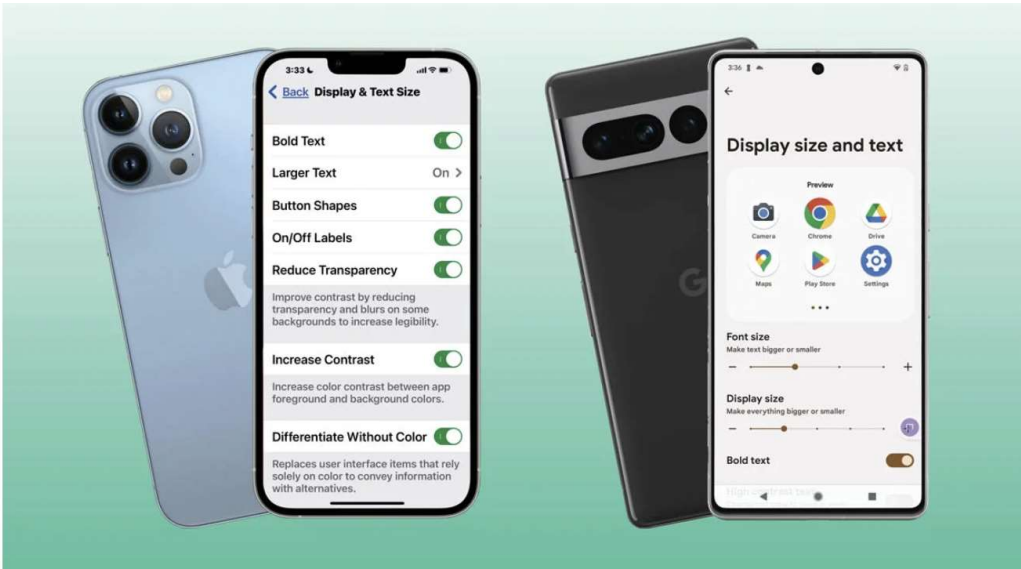 3:33
Back Display & Text Size
Bold Text
Larger Text On
Button Shapes
On/Off Labels
Reduce Transparency
Improve contrast by reducing
transparency and blurs on some
backgrounds to increase legibility.
Increase Contrast
Increase color contrast between app
foreground and background colors.
Differentiate Without Color
Replaces user interface items that rely
solely on color to convey information
with alternatives.
G
3:36
Display size and text
Preview
Camera Chrome Drive
Maps Play Store Settings
Font size
Make text bigger or smaller
Display size
Make everything bigger or smaller
Bold text
High contrast text